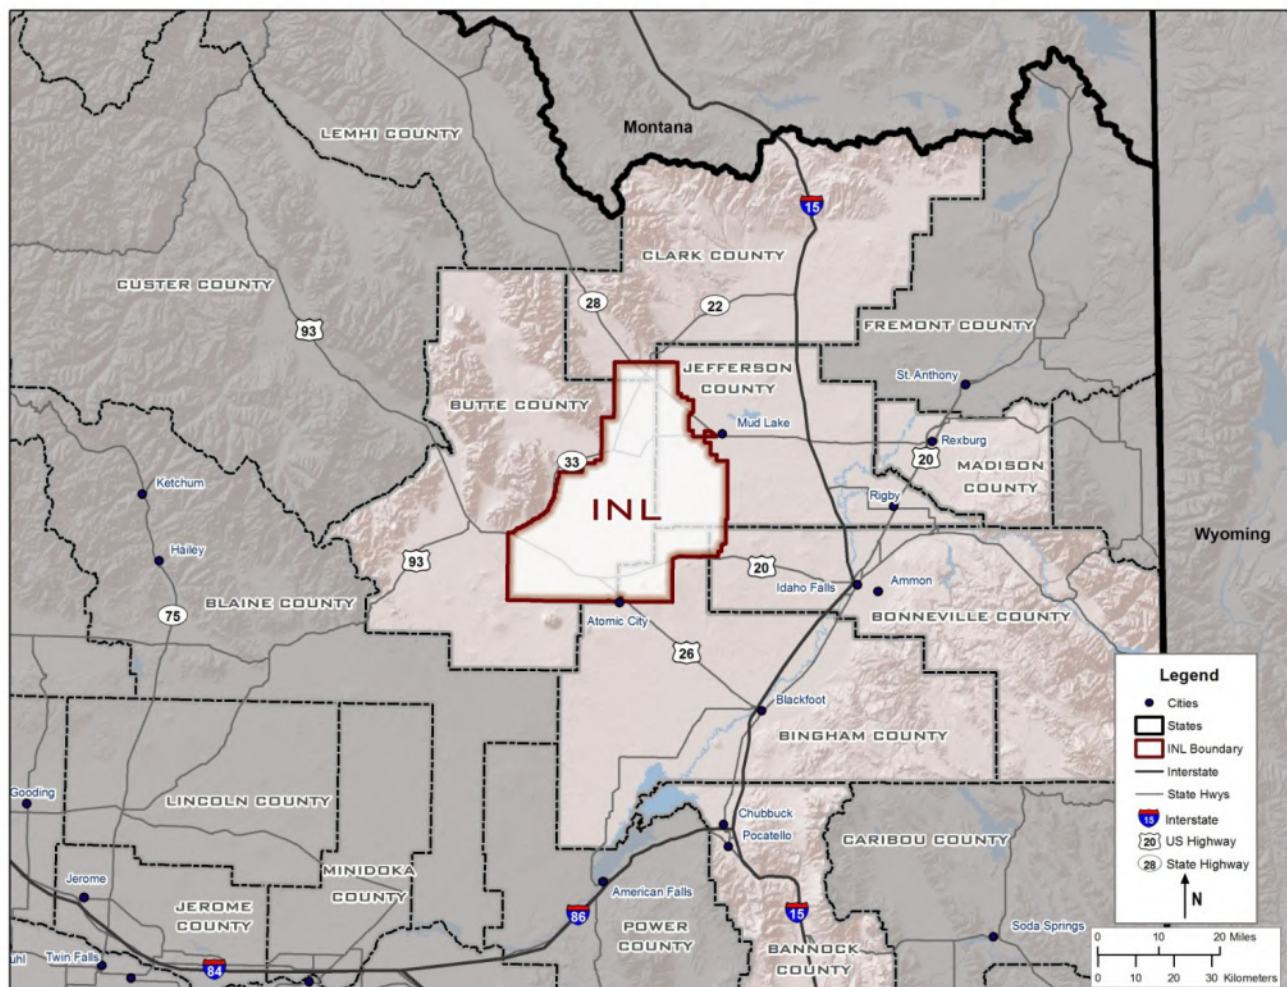 Montana
LEMHI COUNTY
15
CLARK COUNTY
CUSTER COUNTY
28
22
93
FREMONT COUNTY
JEFFERSON
COUNTY
St. Anthony
BUTTE COUNTY
Mud Lake
Rexburg
20
33
MADISON
COUNTY
Ketchum
Rigby
INL
Wyoming
Hailey
93
20
Idaho Falls
Ammon
BLAINE COUNTY
75
Atomic City
BONNEVILLE COUNTY
26
Blackfoot
BINGHAM COUNTY
Legend
Cities
States
INL Boundary
Interstate
State Hwys
15 Interstate
20 US Highway
28 State Highway
N
Gooding
LINCOLN COUNTY
Chubbuck
Pocatello
CARIBOU COUNTY
MINIDOKA
COUNTY
Jerome
American Falls
JEROME
COUNTY
86
15
POWER
COUNTY
Soda Springs
BANNOCK
COUNTY
uhl
Twin Falls
84
0 10 20 Miles
0 10 20 30 Kilometers